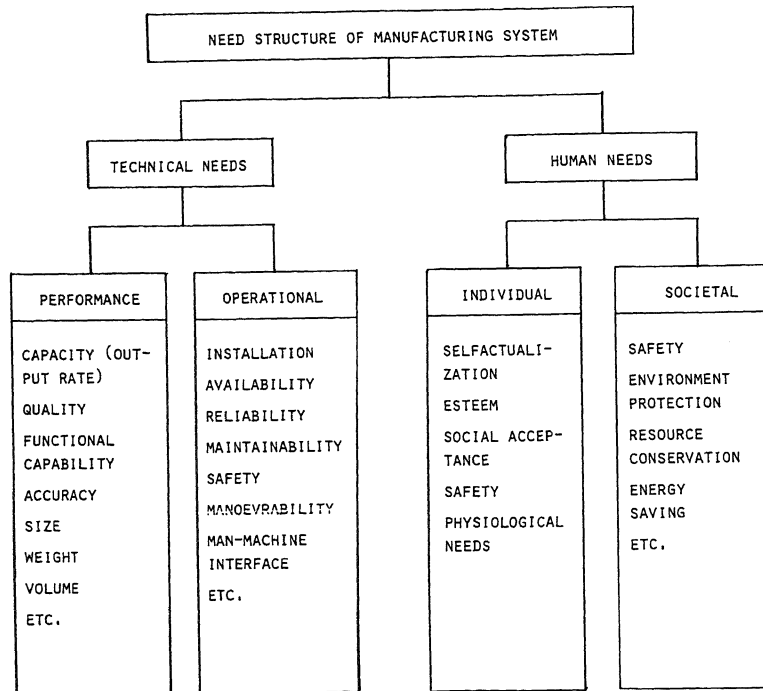 NEED STRUCTURE OF MANUFACTURING SYSTEM
TECHNICAL NEEDS
HUMAN NEEDS
PERFORMANCE
CAPACITY (OUT-
PUT RATE)
QUALITY
FUNCTIONAL
CAPABILITY
ACCURACY
SIZE
WEIGHT
VOLUME
ETC.
OPERATIONAL
INSTALLATION
AVAILABILITY
RELIABILITY
MAINTAINABILITY
SAFETY
MANOEVRABILITY
MAN-MACHINE
INTERFACE
ETC.
INDIVIDUAL
SELFACTUALI-
ZATION
ESTEEM
SOCIAL ACCEP-
TANCE
SAFETY
PHYSIOLOGICAL
NEEDS
SOCIETAL
SAFETY
ENVIRONMENT
PROTECTION
RESOURCE
CONSERVATION
ENERGY
SAVING
ETC.